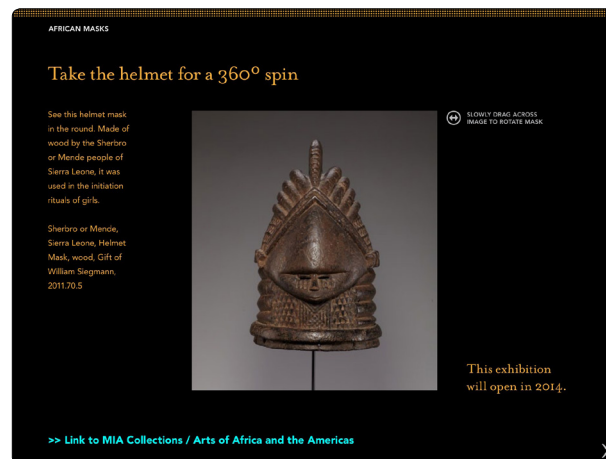 AFRICAN MASKS
Take the helmet for a 360º spin
See this helmet mask
in the round. Made of
wood by the Sherbro
or Mende people of
Sierra Leone, it was
used in the initiation
rituals of girls.
Sherbro or Mende,
Sierra Leone, Helmet
Mask, wood, Gift of
William Siegmann,
2011.70.5
SLOWLY DRAG ACROSS
IMAGE TO ROTATE MASK
This exhibition
will open in 2014.
>> Link to MIA Collections / Arts of Africa and the Americas